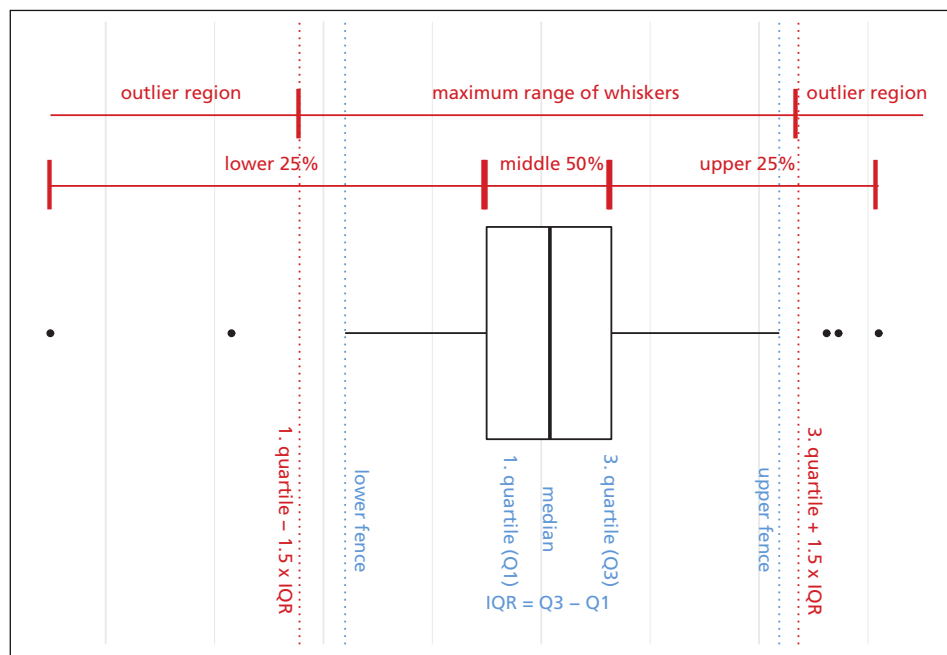 outlier region
maximum range of whiskers
outlier region
lower 25%
middle 50%
upper 25%
1. quartile – 1.5 x IQR
lower fence
1. quartile (Q1)
median
3. quartile (Q3)
upper fence
3. quartile + 1.5 x IQR
IQR = Q3 – Q1